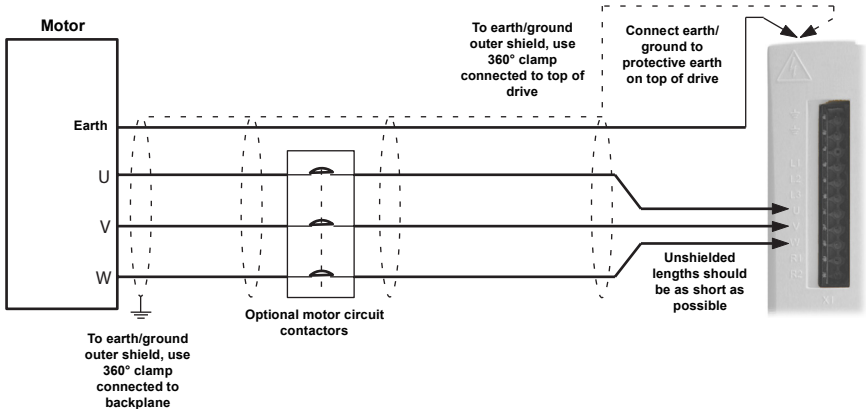 Motor
To earth/ground
outer shield, use
360° clamp
connected to top of
drive
Connect earth/
ground to
protective earth
on top of drive
Earth
U
V
W
Unshielded
lengths should
be as short as
possible
Optional motor circuit
contactors
To earth/ground
outer shield, use
360° clamp
connected to
backplane
X1